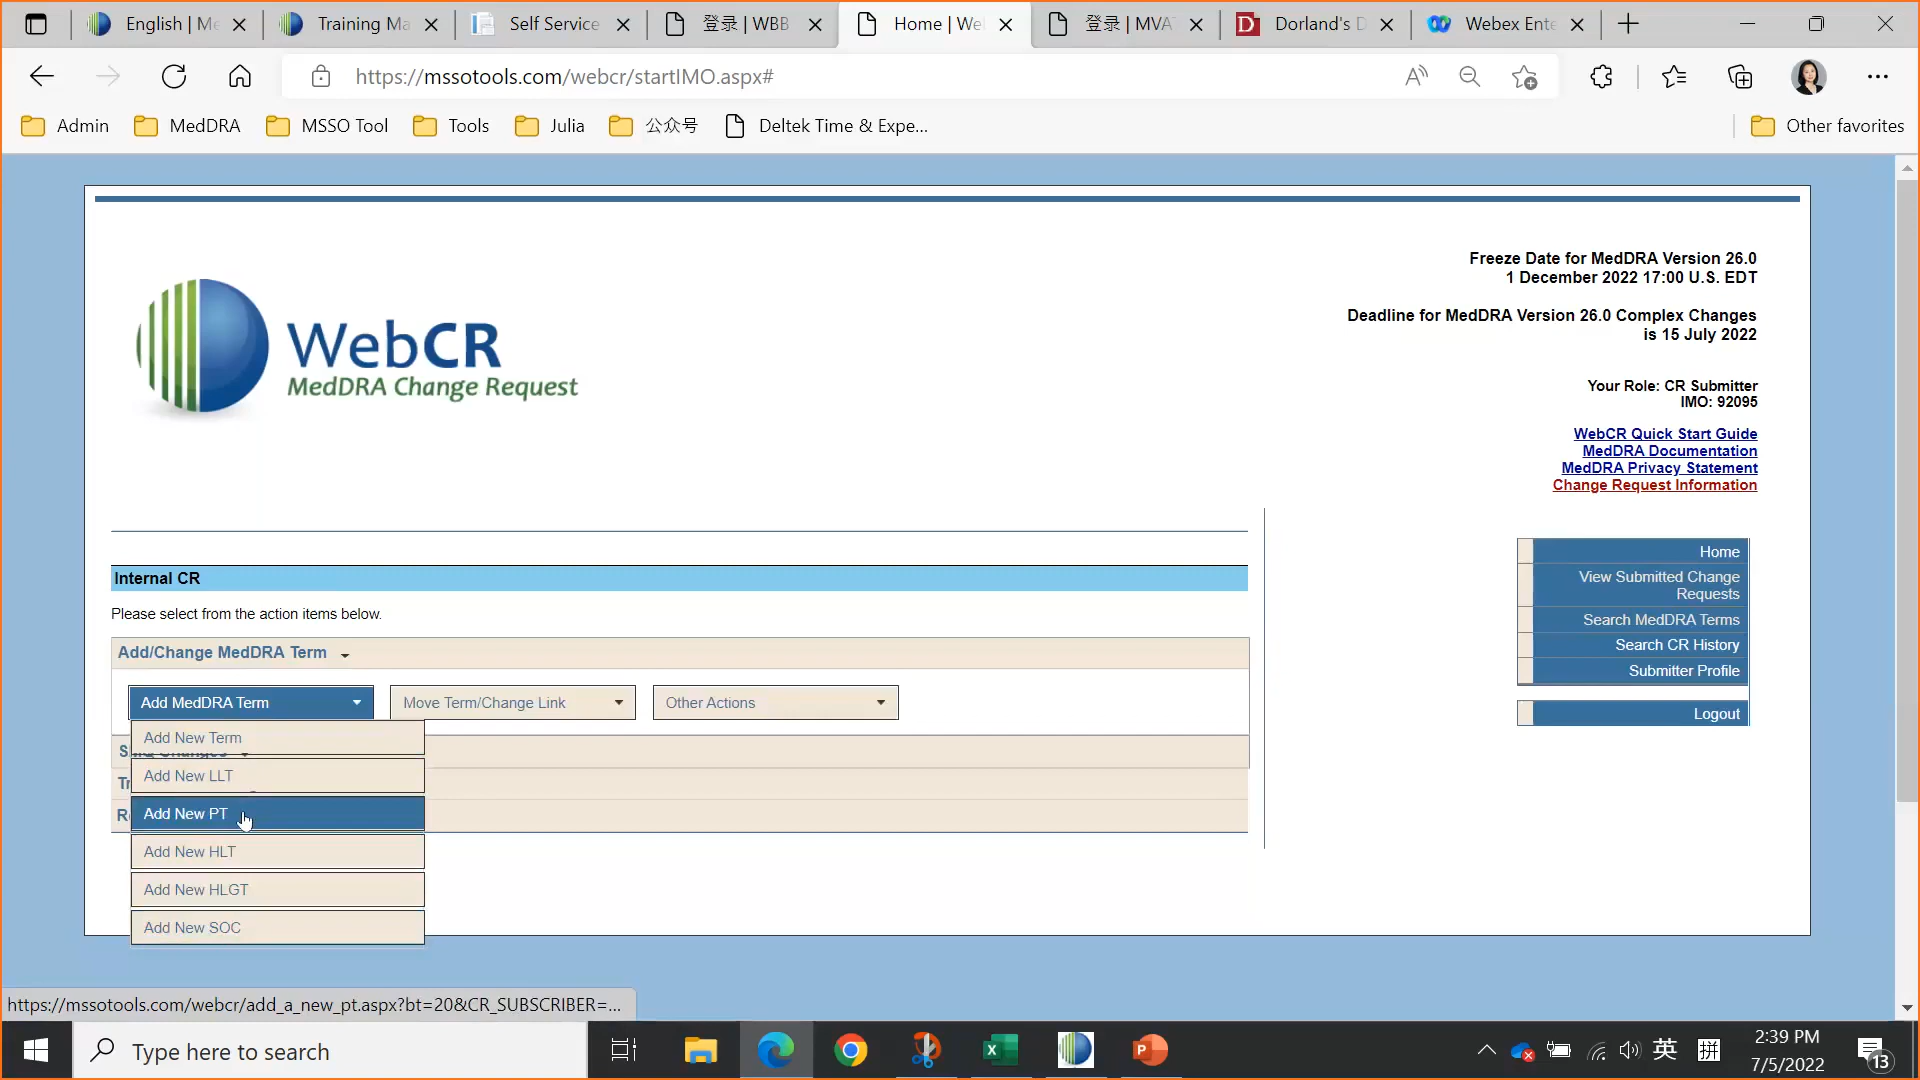 English | Me
Training Ma
Self Service
登录 | WBB
Home | We
登录 | MVAT
Dorland's D
Webex Ente
https://mssotools.com/webcr/startIMO.aspx#
Admin
MedDRA
MSSO Tool
Tools
Julia
公众号
Deltek Time & Expe...
Other favorites
Freeze Date for MedDRA Version 26.0
1 December 2022 17:00 U.S. EDT
Deadline for MedDRA Version 26.0 Complex Changes
is 15 July 2022
WebCR
MedDRA Change Request
Your Role: CR Submitter
IMO: 92095
WebCR Quick Start Guide
MedDRA Documentation
MedDRA Privacy Statement
Change Request Information
Internal CR
Please select from the action items below.
Add/Change MedDRA Term
Add MedDRA Term
Move Term/Change Link
Other Actions
Add New Term
Add New LLT
Add New PT
Add New HLT
Add New HLGT
Add New SOC
Home
View Submitted Change
Requests
Search MedDRA Terms
Search CR History
Submitter Profile
Logout
https://mssotools.com/webcr/add_a_new_pt.aspx?bt=20&CR_SUBSCRIBER=...
Type here to search
英
拼
2:39 PM
7/5/2022
13